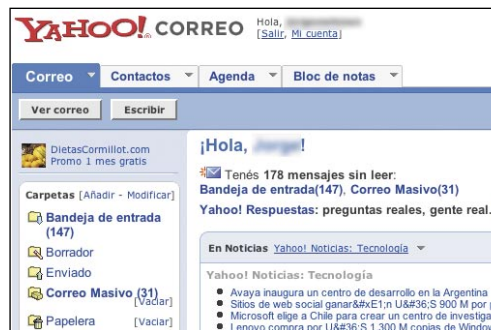 YAHOO! CORREO
Hola,
[Salir, Mi cuenta]
Correo Contactos Agenda Bloc de notas
Ver correo Escribir
DietasCormillot.com
Promo 1 mes gratis
Carpetas [Añadir - Modificar]
Bandeja de entrada
(147)
Borrador
Enviado
Correo Masivo (31)
[Vaciar]
Papelera [Vaciar]
¡Hola, !
Tenés 178 mensajes sin leer:
Bandeja de entrada(147), Correo Masivo(31)
Yahoo! Respuestas: preguntas reales, gente real.
En Noticias Yahoo! Noticias: Tecnología
Yahoo! Noticias: Tecnología
Avaya inaugura un centro de desarrollo en la Argentina
Sitios de web social ganar&#xE1;n U&#36;S 900 M por
Microsoft elige a Chile para crear un centro de investiga
Lenovo compra por U&#36;S 1.300 M copias de Window